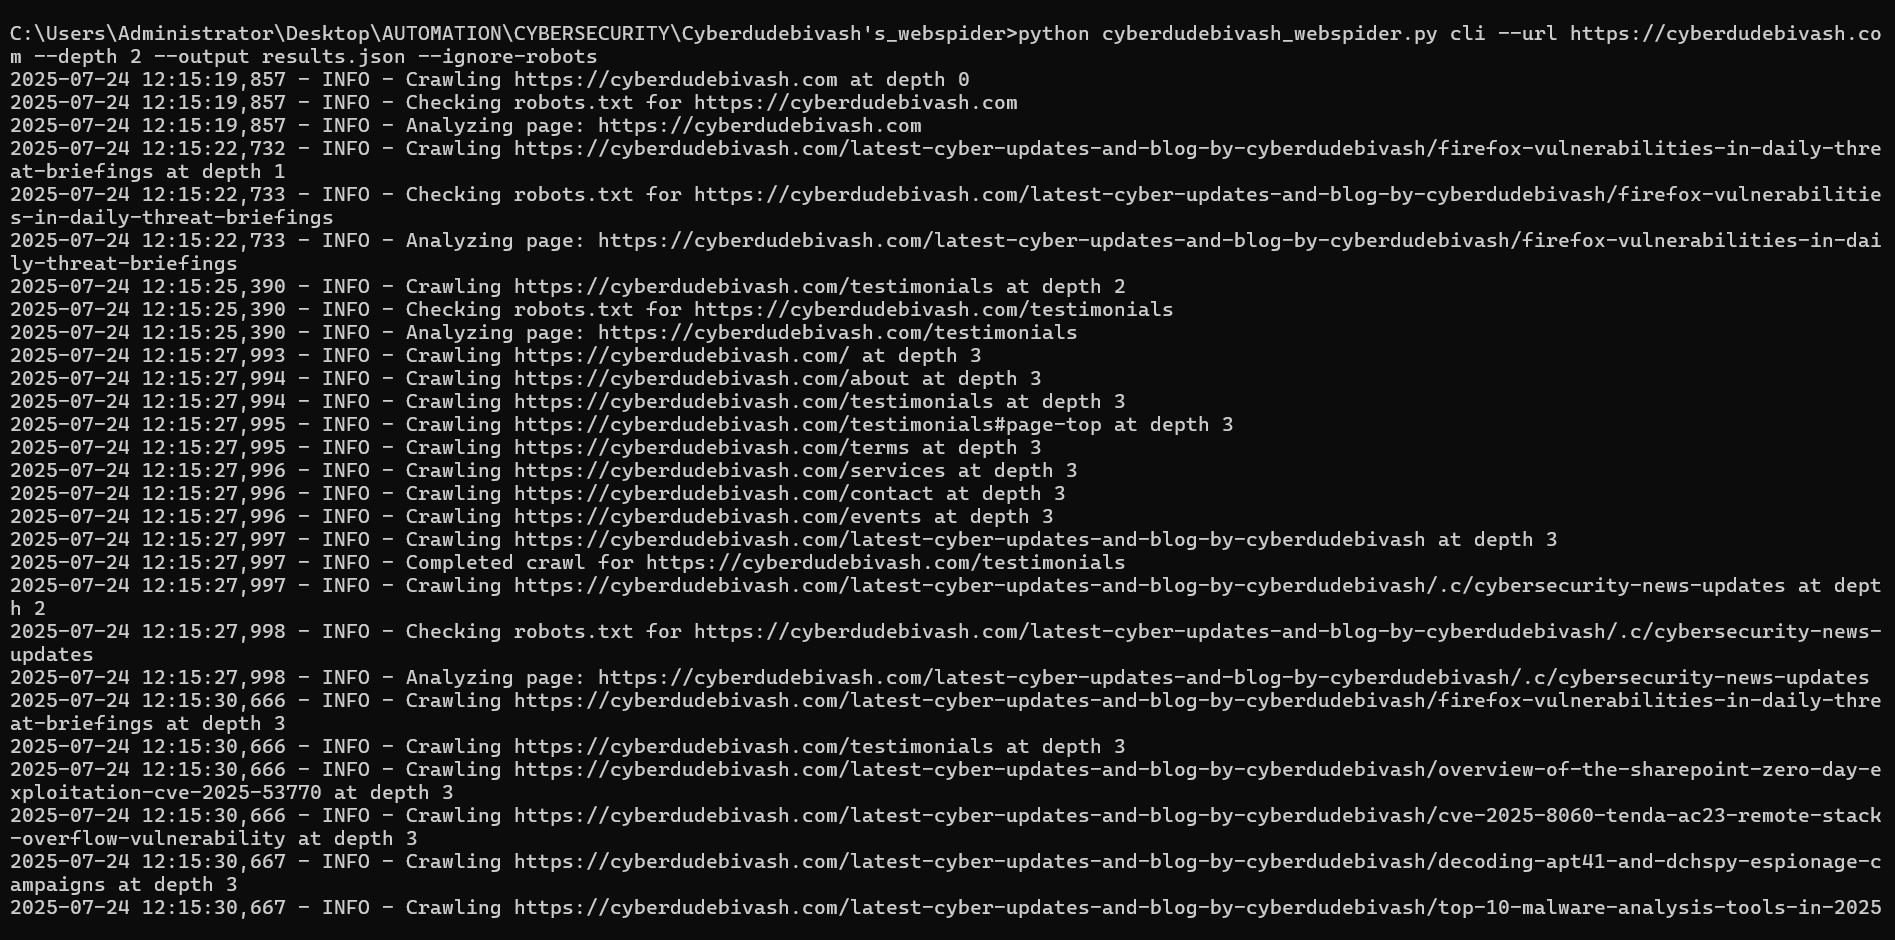 C:\Users\Administrator\Desktop\AUTOMATION\CYBERSECURITY\Cyberdudebivash's_webspider>python cyberdudebivash_webspider.py cli --url https://cyberdudebivash.co
m --depth 2 --output results.json --ignore-robots
2025-07-24 12:15:19,857 - INFO - Crawling https://cyberdudebivash.com at depth 0
2025-07-24 12:15:19,857 - INFO - Checking robots.txt for https://cyberdudebivash.com
2025-07-24 12:15:19,857 - INFO - Analyzing page: https://cyberdudebivash.com
2025-07-24 12:15:22,732 - INFO - Crawling https://cyberdudebivash.com/latest-cyber-updates-and-blog-by-cyberdudebivash/firefox-vulnerabilities-in-daily-thre
at-briefings at depth 1
2025-07-24 12:15:22,733 - INFO - Checking robots.txt for https://cyberdudebivash.com/latest-cyber-updates-and-blog-by-cyberdudebivash/firefox-vulnerabilitie
s-in-daily-threat-briefings
2025-07-24 12:15:22,733 - INFO - Analyzing page: https://cyberdudebivash.com/latest-cyber-updates-and-blog-by-cyberdudebivash/firefox-vulnerabilities-in-dai
ly-threat-briefings
2025-07-24 12:15:25,390 - INFO - Crawling https://cyberdudebivash.com/testimonials at depth 2
2025-07-24 12:15:25,390 - INFO - Checking robots.txt for https://cyberdudebivash.com/testimonials
2025-07-24 12:15:25,390 - INFO - Analyzing page: https://cyberdudebivash.com/testimonials
2025-07-24 12:15:27,993 - INFO - Crawling https://cyberdudebivash.com/ at depth 3
2025-07-24 12:15:27,994 - INFO - Crawling https://cyberdudebivash.com/about at depth 3
2025-07-24 12:15:27,994 - INFO - Crawling https://cyberdudebivash.com/testimonials at depth 3
2025-07-24 12:15:27,995 - INFO - Crawling https://cyberdudebivash.com/testimonials#page-top at depth 3
2025-07-24 12:15:27,995 - INFO - Crawling https://cyberdudebivash.com/terms at depth 3
2025-07-24 12:15:27,996 - INFO - Crawling https://cyberdudebivash.com/services at depth 3
2025-07-24 12:15:27,996 - INFO - Crawling https://cyberdudebivash.com/contact at depth 3
2025-07-24 12:15:27,996 - INFO - Crawling https://cyberdudebivash.com/events at depth 3
2025-07-24 12:15:27,997 - INFO - Crawling https://cyberdudebivash.com/latest-cyber-updates-and-blog-by-cyberdudebivash at depth 3
2025-07-24 12:15:27,997 - INFO - Completed crawl for https://cyberdudebivash.com/testimonials
2025-07-24 12:15:27,997 - INFO - Crawling https://cyberdudebivash.com/latest-cyber-updates-and-blog-by-cyberdudebivash/.c/cybersecurity-news-updates at dept
h 2
2025-07-24 12:15:27,998 - INFO - Checking robots.txt for https://cyberdudebivash.com/latest-cyber-updates-and-blog-by-cyberdudebivash/.c/cybersecurity-news-
updates
2025-07-24 12:15:27,998 - INFO - Analyzing page: https://cyberdudebivash.com/latest-cyber-updates-and-blog-by-cyberdudebivash/.c/cybersecurity-news-updates
2025-07-24 12:15:30,666 - INFO - Crawling https://cyberdudebivash.com/latest-cyber-updates-and-blog-by-cyberdudebivash/firefox-vulnerabilities-in-daily-thre
at-briefings at depth 3
2025-07-24 12:15:30,666 - INFO - Crawling https://cyberdudebivash.com/testimonials at depth 3
2025-07-24 12:15:30,666 - INFO - Crawling https://cyberdudebivash.com/latest-cyber-updates-and-blog-by-cyberdudebivash/overview-of-the-sharepoint-zero-day-e
xploitation-cve-2025-53770 at depth 3
2025-07-24 12:15:30,666 - INFO - Crawling https://cyberdudebivash.com/latest-cyber-updates-and-blog-by-cyberdudebivash/cve-2025-8060-tenda-ac23-remote-stack
-overflow-vulnerability at depth 3
2025-07-24 12:15:30,667 - INFO - Crawling https://cyberdudebivash.com/latest-cyber-updates-and-blog-by-cyberdudebivash/decoding-apt41-and-dchspy-espionage-c
ampaigns at depth 3
2025-07-24 12:15:30,667 - INFO - Crawling https://cyberdudebivash.com/latest-cyber-updates-and-blog-by-cyberdudebivash/top-10-malware-analysis-tools-in-2025